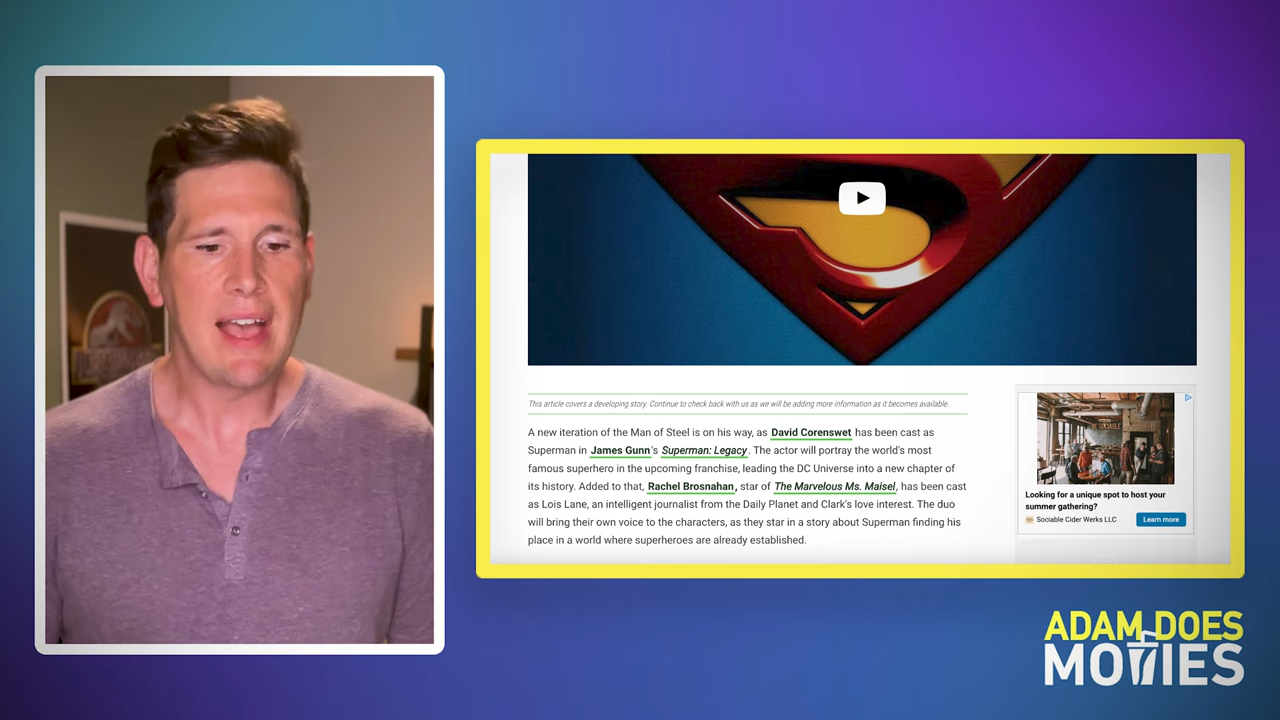 This article covers a developing story. Continue to check back with us as we will be adding more information as it becomes available.
A new iteration of the Man of Steel is on his way, as David Corenswet has been cast as
Superman in James Gunn's Superman: Legacy. The actor will portray the world's most
famous superhero in the upcoming franchise, leading the DC Universe into a new chapter of
its history. Added to that, Rachel Brosnahan, star of The Marvelous Ms. Maisel, has been cast
as Lois Lane, an intelligent journalist from the Daily Planet and Clark's love interest. The duo
will bring their own voice to the characters, as they star in a story about Superman finding his
place in a world where superheroes are already established.
Looking for a unique spot to host your
summer gathering?
Sociable Cider Werks LLC
Learn more
ADAM DOES
MOVIES